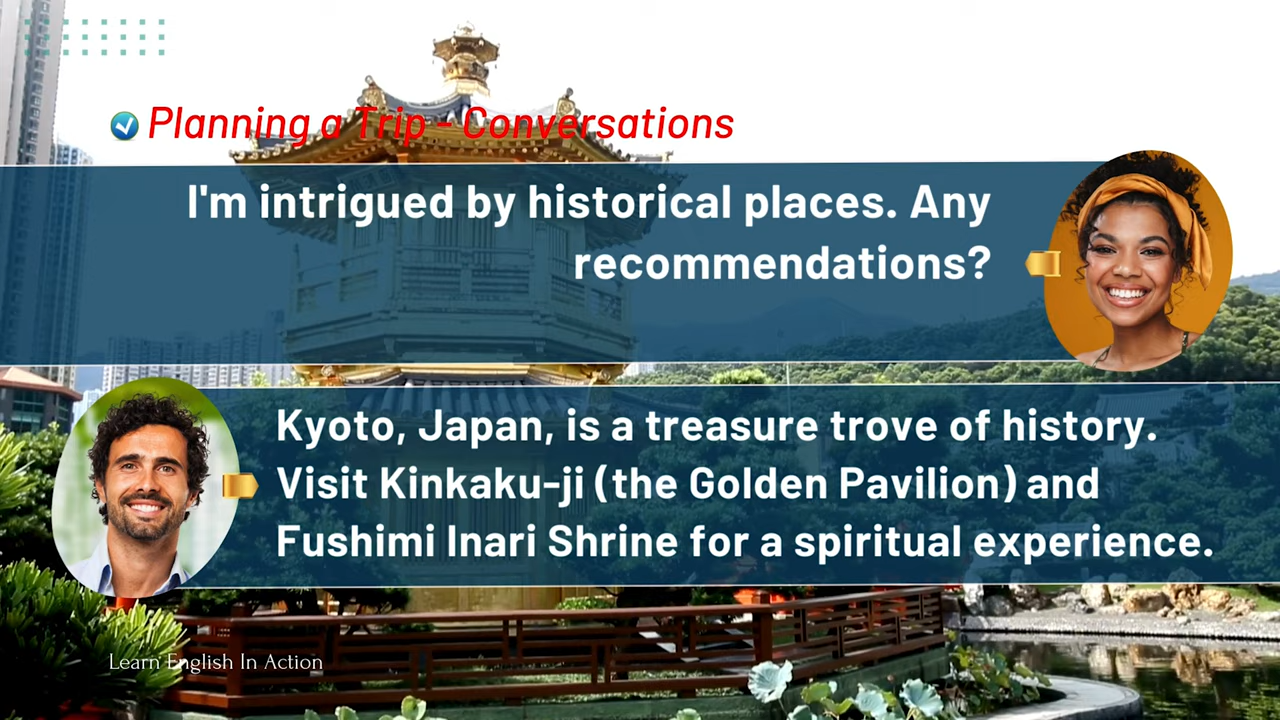 Planning a Trip - Conversations
I'm intrigued by historical places. Any
recommendations?
Kyoto, Japan, is a treasure trove of history.
Visit Kinkaku-ji (the Golden Pavilion) and
Fushimi Inari Shrine for a spiritual experience.
Learn English In Action